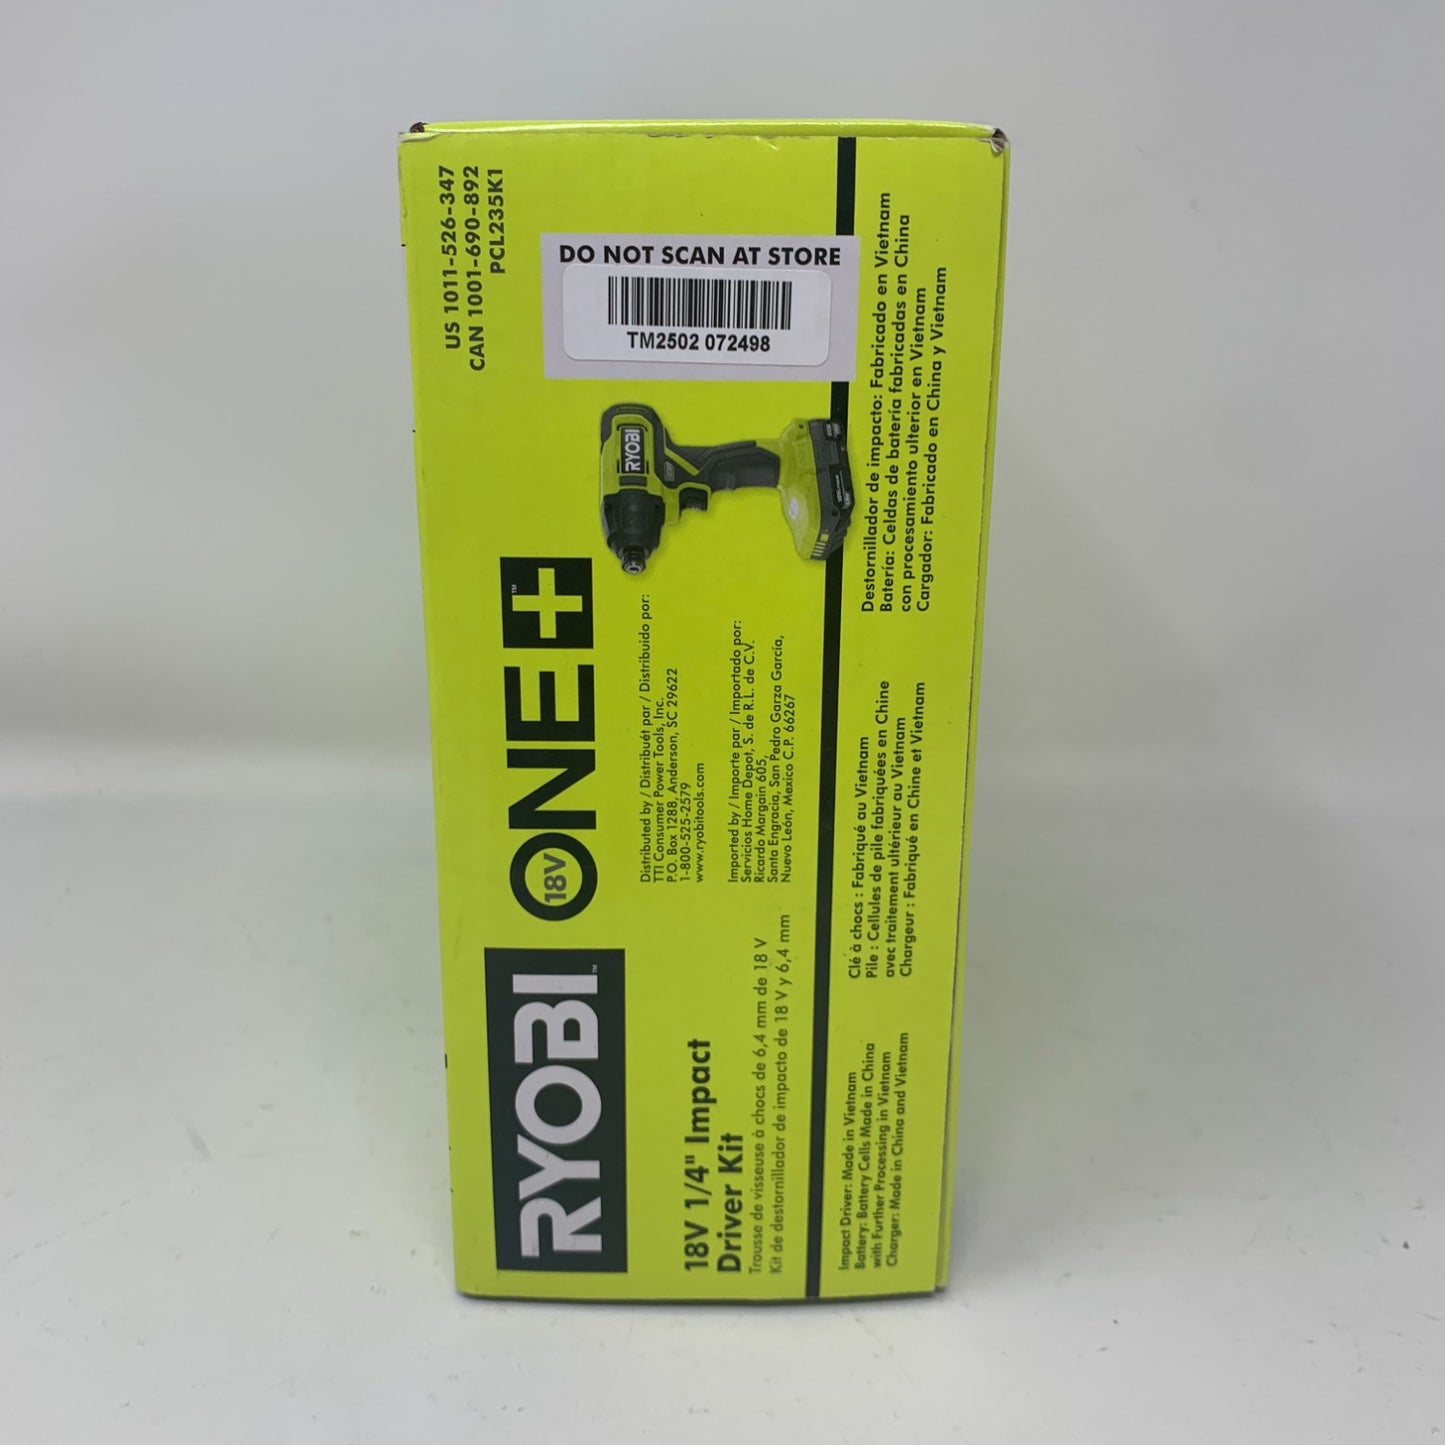 US 1011-526-347
CAN 1001-690-892
PCL235K1
DO NOT SCAN AT STORE
TM2502 072498
RYOBI
RYOBI™
18V ONE+™
18V 1/4" Impact
Driver Kit
Trousse de visseuse à chocs de 6,4 mm de 18 V
Kit de destornillador de impacto de 18 V y 6,4 mm
Distributed by / Distribuét par / Distribuido por:
TTI Consumer Power Tools, Inc.
P.O. Box 1288, Anderson, SC 29622
1-800-525-2579
www.ryobitools.com
Imported by / Importe par / Importado por:
Servicios Home Depot, S. de R.L. de C.V.
Ricardo Margain 605,
Santa Engracia, San Pedro Garza García,
Nuevo León, Mexico C.P. 66267
Impact Driver: Made in Vietnam
Battery: Battery Cells Made in China
with Further Processing in Vietnam
Charger: Made in China and Vietnam
Clé à chocs : Fabriqué au Vietnam
Pile : Cellules de pile fabriquées en Chine
avec traitement ultérieur au Vietnam
Chargeur : Fabriqué en Chine et Vietnam
Destornillador de impacto: Fabricado en Vietnam
Batería: Celdas de batería fabricadas en China
con procesamiento ulterior en Vietnam
Cargador: Fabricado en China y Vietnam